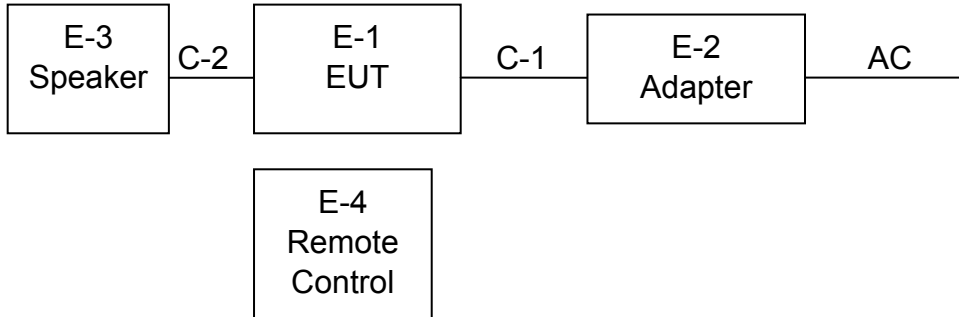 E-3
Speaker
C-2
E-1
EUT
C-1
E-2
Adapter
AC
E-4
Remote
Control